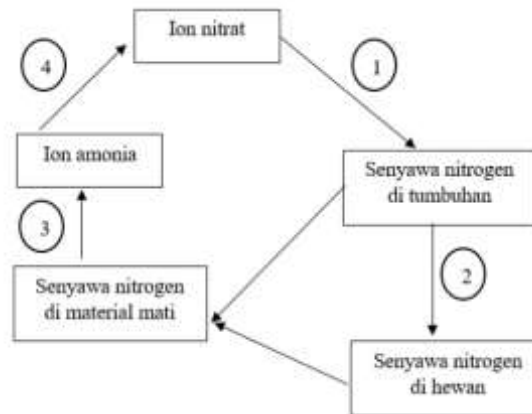 Ion nitrat
4
1
Ion amonia
Senyawa nitrogen
di tumbuhan
3
2
Senyawa nitrogen
di material mati
Senyawa nitrogen
di hewan